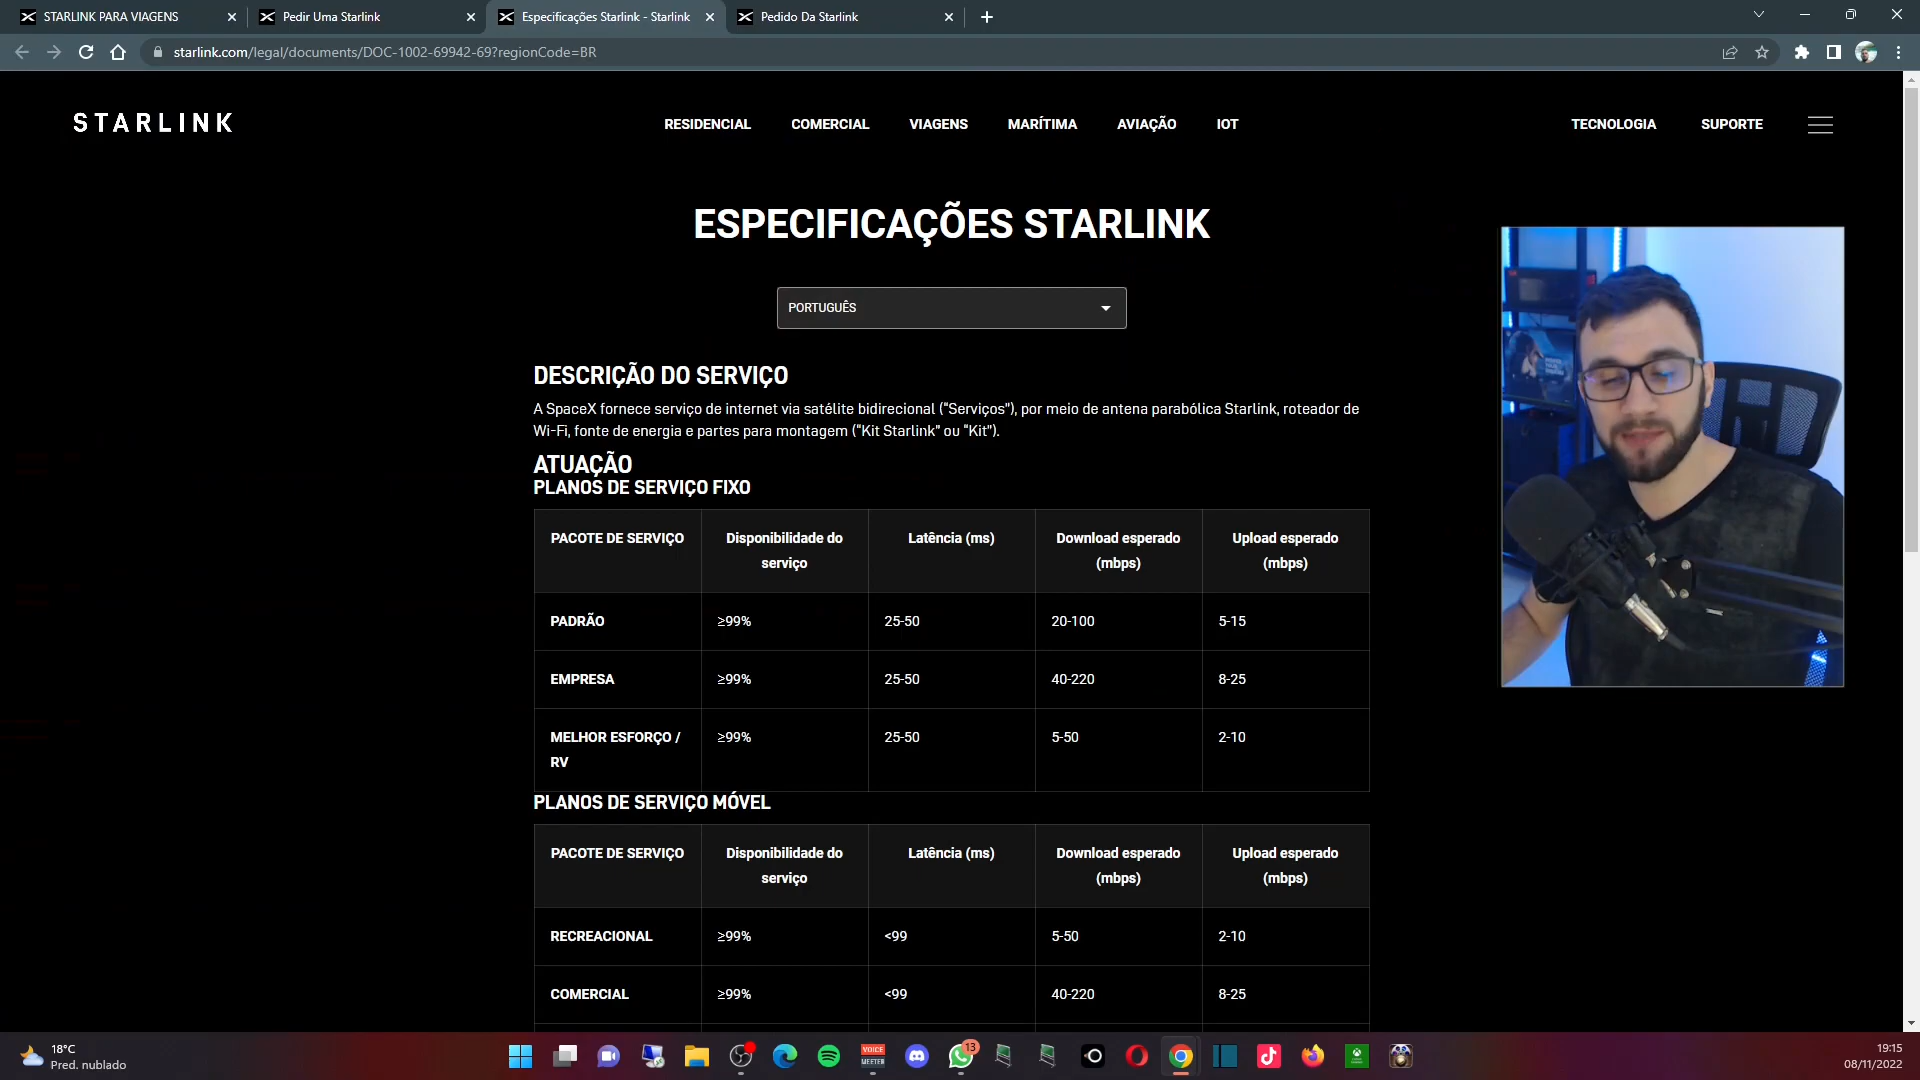 STARLINK PARA VIAGENS
Pedir Uma Starlink
Especificações Starlink - Starlink
Pedido Da Starlink
starlink.com/legal/documents/DOC-1002-69942-69?regionCode=BR
STARLINK
RESIDENCIAL
COMERCIAL
VIAGENS
MARÍTIMA
AVIAÇÃO
IOT
TECNOLOGIA
SUPORTE
ESPECIFICAÇÕES STARLINK
PORTUGUÊS
DESCRIÇÃO DO SERVIÇO
A SpaceX fornece serviço de internet via satélite bidirecional (“Serviços”), por meio de antena parabólica Starlink, roteador de
Wi-Fi, fonte de energia e partes para montagem (“Kit Starlink” ou “Kit”).
ATUAÇÃO
PLANOS DE SERVIÇO FIXO
PACOTE DE SERVIÇO
Disponibilidade do
serviço
Latência (ms)
Download esperado
(mbps)
Upload esperado
(mbps)
PADRÃO
≥99%
25-50
20-100
5-15
EMPRESA
≥99%
25-50
40-220
8-25
MELHOR ESFORÇO /
RV
≥99%
25-50
5-50
2-10
PLANOS DE SERVIÇO MÓVEL
PACOTE DE SERVIÇO
Disponibilidade do
serviço
Latência (ms)
Download esperado
(mbps)
Upload esperado
(mbps)
RECREACIONAL
≥99%
<99
5-50
2-10
COMERCIAL
≥99%
<99
40-220
8-25
18°C
Pred. nublado
VOICE
MEETER
13
19:15
08/11/2022